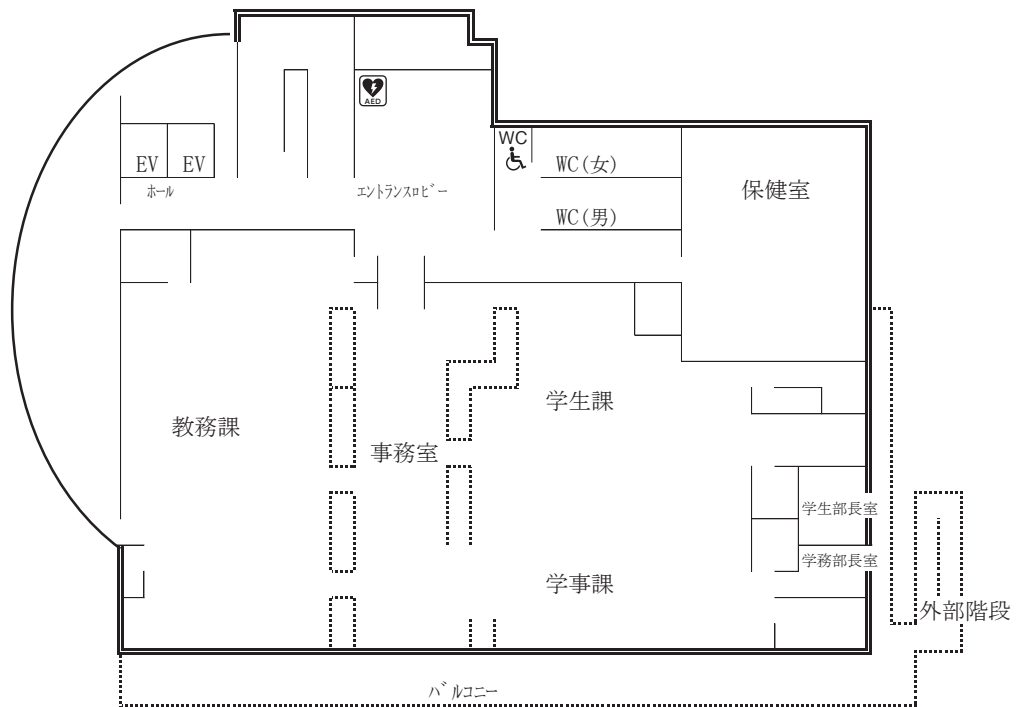 AED
WC
EV
EV
WC(女)
ホール
エントランスロビー
保健室
WC(男)
学生課
教務課
事務室
学生部長室
学務部長室
学事課
外部階段
バルコニー